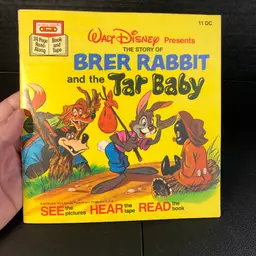 11 DC
24 Page
Read-
Along
Book
and
Tape
WALT DISNEY Presents
THE STORY OF
BRER RABBIT
and the Tar Baby
SEE the pictures HEAR the tape READ the book